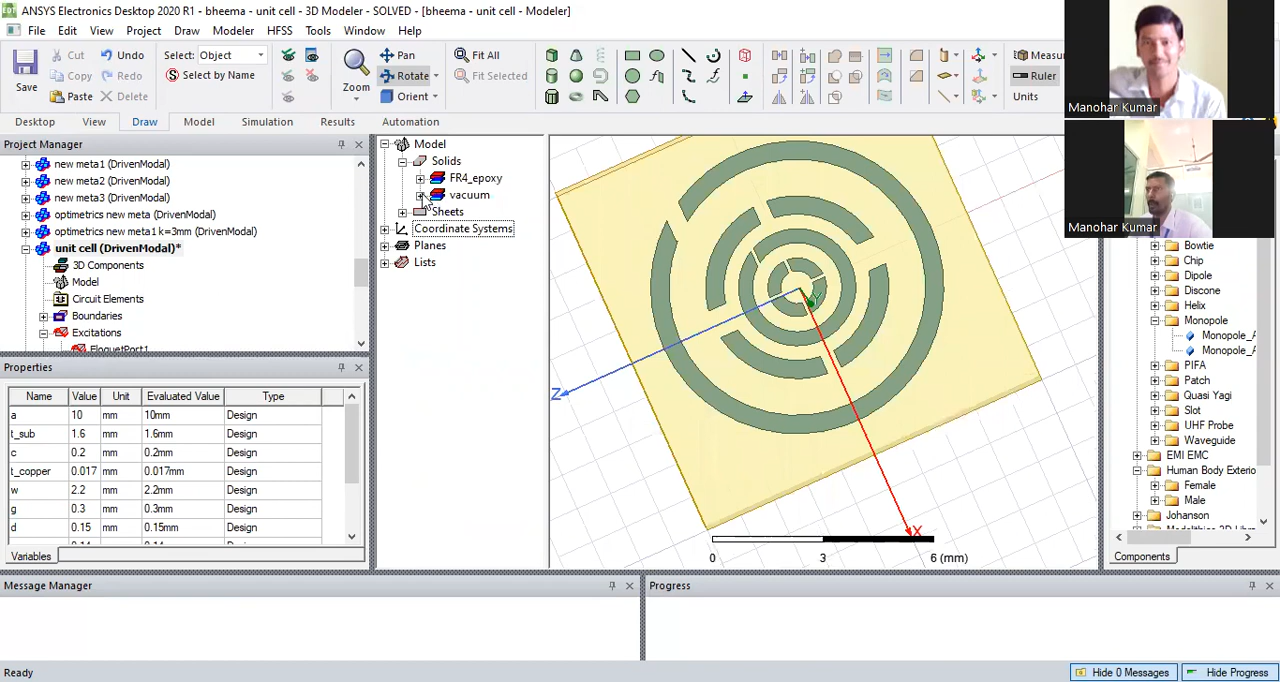 ANSYS Electronics Desktop 2020 R1 - bheema - unit cell - 3D Modeler - SOLVED - [bheema - unit cell - Modeler]
File Edit View Project Draw Modeler HFSS Tools Window Help
Save
Cut
Copy
Paste
Undo
Redo
Delete
Select: Object
Select by Name
Zoom
Pan
Rotate
Orient
Fit All
Fit Selected
Measu
Ruler
Units
Desktop View Draw Model Simulation Results Automation
Manohar Kumar
Manohar Kumar
Project Manager
new meta1 (DrivenModal)
new meta2 (DrivenModal)
new meta3 (DrivenModal)
optimetrics new meta (DrivenModal)
optimetrics new meta1 k=3mm (DrivenModal)
unit cell (DrivenModal)*
3D Components
Model
Circuit Elements
Boundaries
Excitations
FloquetPort1
Properties
Name Value Unit Evaluated Value Type
a 10 mm 10mm Design
t_sub 1.6 mm 1.6mm Design
c 0.2 mm 0.2mm Design
t_copper 0.017 mm 0.017mm Design
w 2.2 mm 2.2mm Design
g 0.3 mm 0.3mm Design
d 0.15 mm 0.15mm Design
Variables
Model
Solids
FR4_epoxy
vacuum
Sheets
Coordinate Systems
Planes
Lists
Z
Y
X
0 3 6 (mm)
Bowtie
Chip
Dipole
Discone
Helix
Monopole
Monopole_
Monopole_
PIFA
Patch
Quasi Yagi
Slot
UHF Probe
Waveguide
EMI EMC
Human Body Exterio
Female
Male
Johanson
Components
Message Manager
Progress
Ready
Hide 0 Messages
Hide Progress